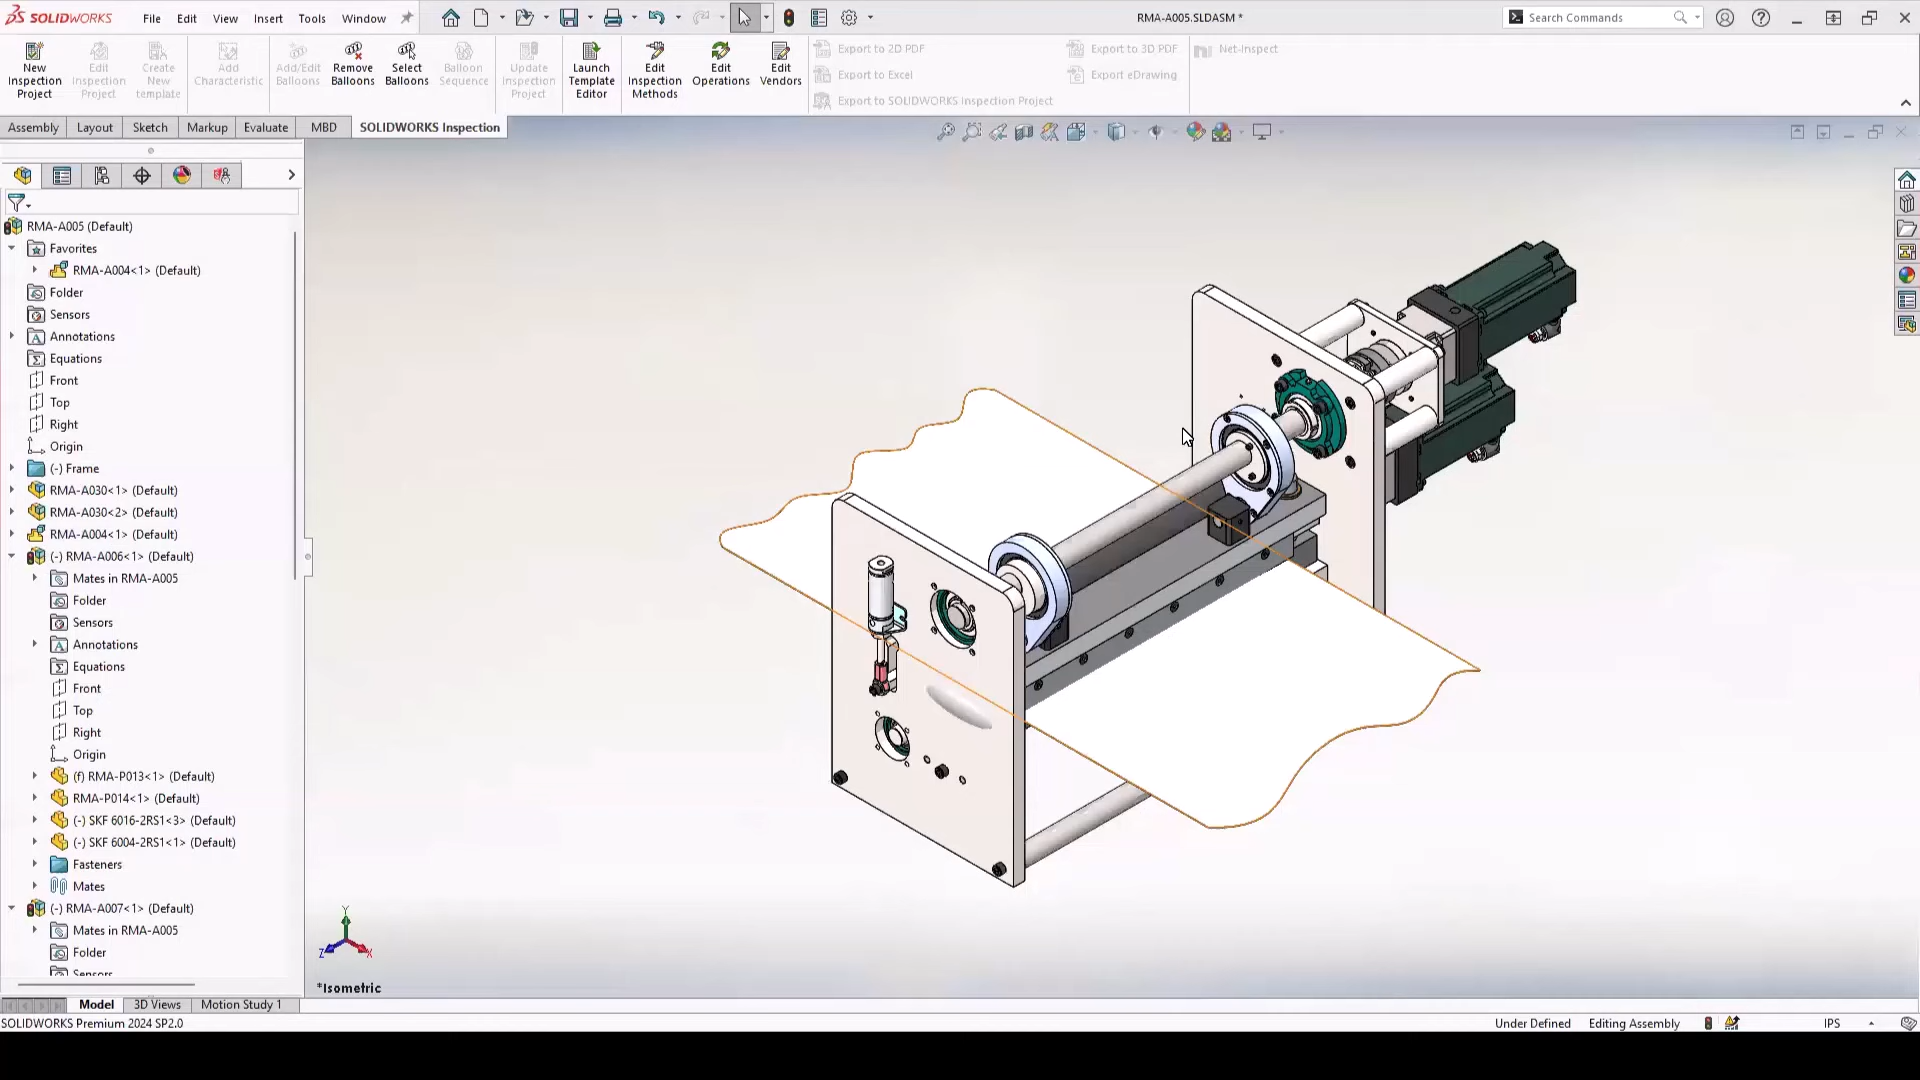 SOLIDWORKS File Edit View Insert Tools Window RMA-A005.SLDASM * Search Commands
New Inspection Project
Edit Inspection Project
Create New template
Add Characteristic
Add/Edit Balloons
Remove Balloons
Select Balloons
Balloon Sequence
Update Inspection Project
Launch Template Editor
Edit Inspection Methods
Edit Operations
Edit Vendors
Export to 2D PDF
Export to Excel
Export to SOLIDWORKS Inspection Project
Export to 3D PDF
Export eDrawing
Net-Inspect
Assembly Layout Sketch Markup Evaluate MBD SOLIDWORKS Inspection
RMA-A005 (Default)
Favorites
RMA-A004<1> (Default)
Folder
Sensors
Annotations
Equations
Front
Top
Right
Origin
(-) Frame
RMA-A030<1> (Default)
RMA-A030<2> (Default)
RMA-A004<1> (Default)
(-) RMA-A006<1> (Default)
Mates in RMA-A005
Folder
Sensors
Annotations
Equations
Front
Top
Right
Origin
(f) RMA-P013<1> (Default)
RMA-P014<1> (Default)
(-) SKF 6016-2RS1<3> (Default)
(-) SKF 6004-2RS1<1> (Default)
Fasteners
Mates
(-) RMA-A007<1> (Default)
Mates in RMA-A005
Folder
Sensors
Y
Z X
*Isometric
Model 3D Views Motion Study 1
SOLIDWORKS Premium 2024 SP2.0 Under Defined Editing Assembly IPS